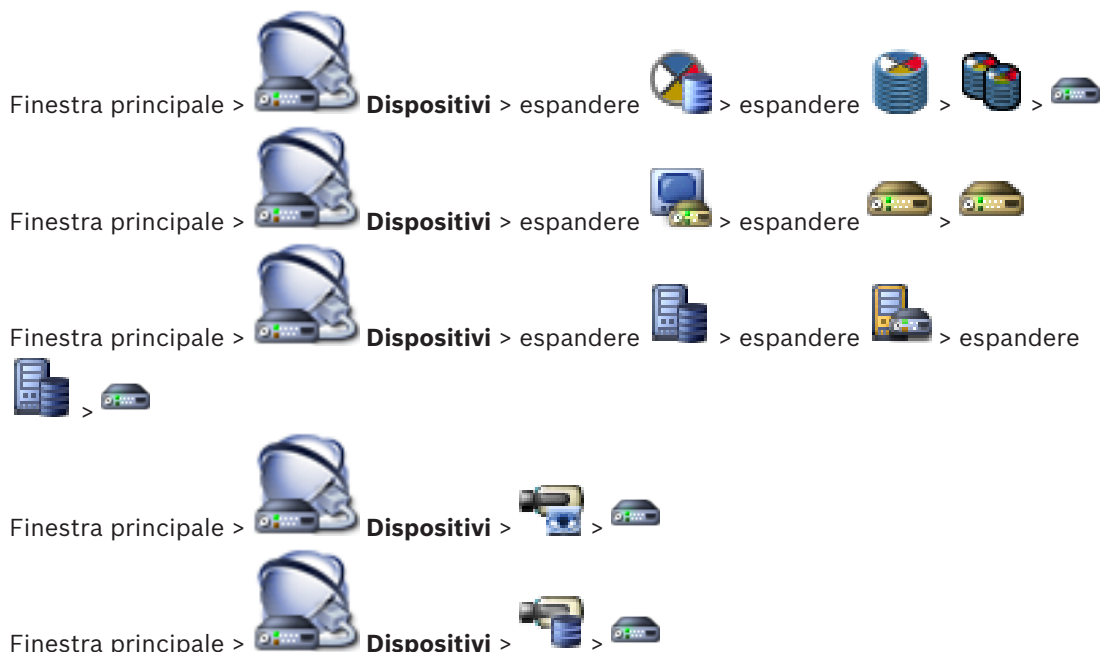 Finestra principale > Dispositivi > espandere > espandere > >
Finestra principale > Dispositivi > espandere > espandere >
Finestra principale > Dispositivi > espandere > espandere > espandere
>
Finestra principale > Dispositivi > >
Finestra principale > Dispositivi > >